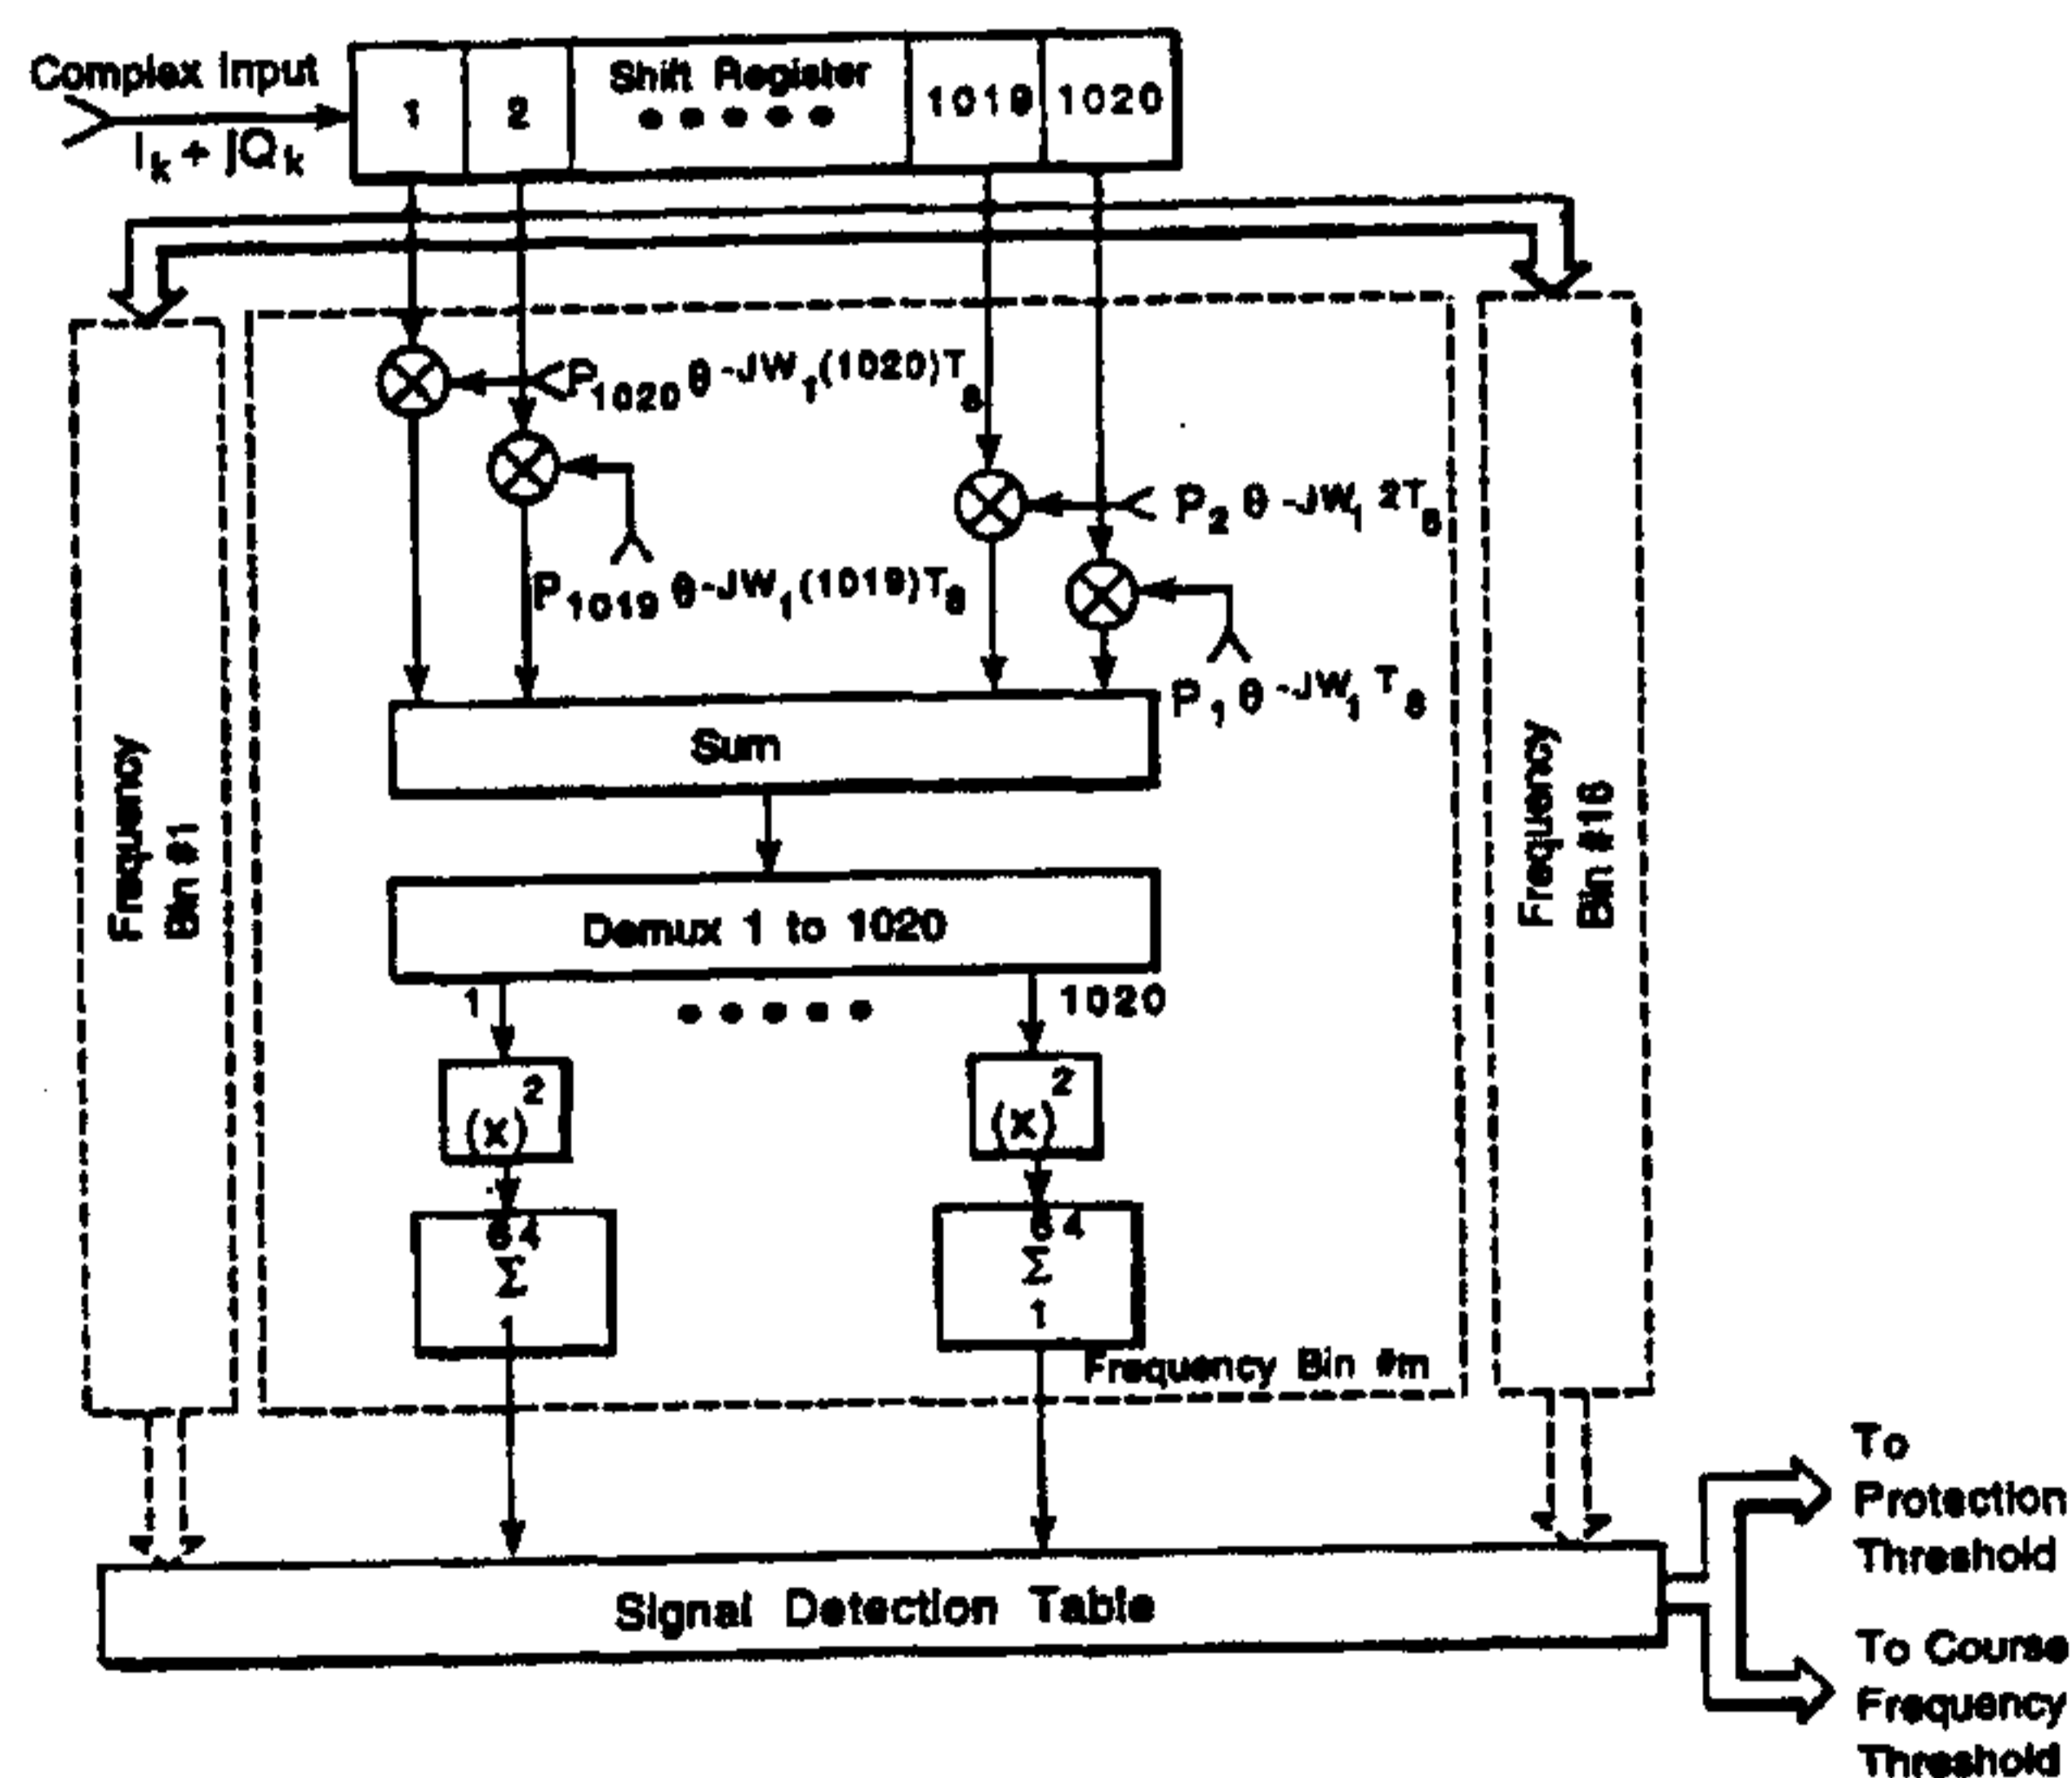 Complex Input
I_k + jQ_k
1
2
Shift Register
1019
1020
P_1020 e^-JW_1(1020)T_s
P_1019 e^-JW_1(1019)T_s
P_2 e^-JW_1 2T_s
P_1 e^-JW_1 T_s
Sum
Demux 1 to 1020
1
1020
(x)^2
(x)^2
64
Σ
1
64
Σ
1
Frequency Bin #m
Frequency
Bin #1
Frequency
Signal Detection Table
To
Protection
Threshold
To Course
Frequency
Threshold